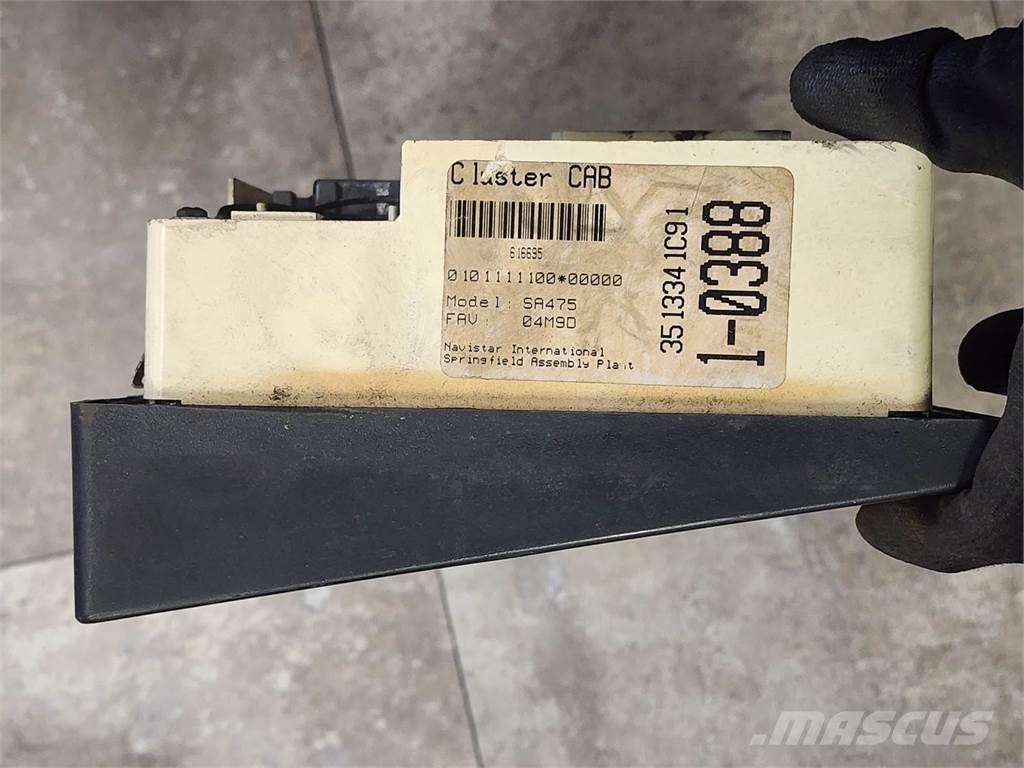 Cluster CAB
616695
0101111100*00000
Model: SA475
FAV: 04M9D
Navistar International
Springfield Assembly Plant
3513341C91
1-0388
MASCUS